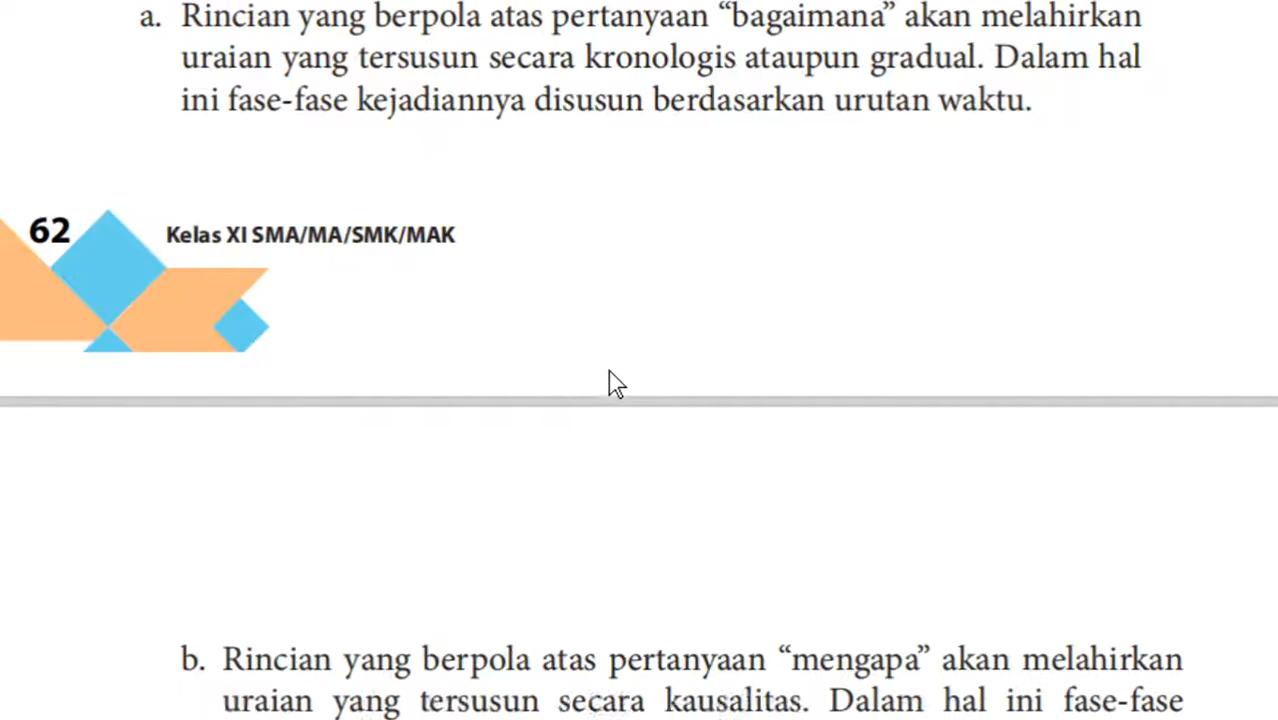 a. Rincian yang berpola atas pertanyaan “bagaimana” akan melahirkan
uraian yang tersusun secara kronologis ataupun gradual. Dalam hal
ini fase-fase kejadiannya disusun berdasarkan urutan waktu.
62 Kelas XI SMA/MA/SMK/MAK
b. Rincian yang berpola atas pertanyaan “mengapa” akan melahirkan
uraian yang tersusun secara kausalitas. Dalam hal ini fase-fase